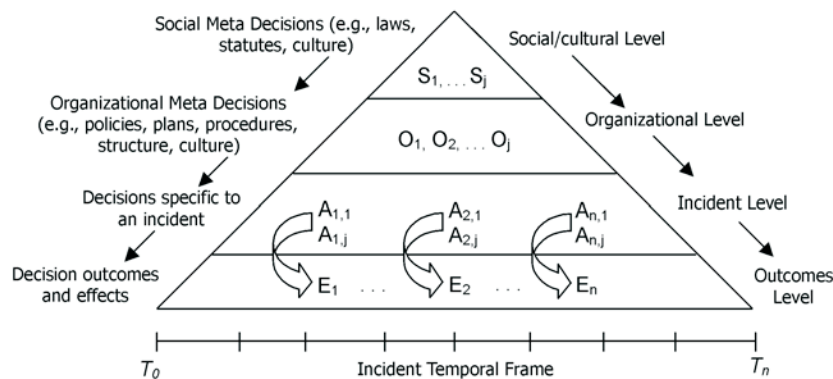 Social Meta Decisions (e.g., laws,
statutes, culture)
Social/cultural Level
S1, . . . Sj
Organizational Meta Decisions
(e.g., policies, plans, procedures,
structure, culture)
Organizational Level
O1, O2, . . . Oj
Decisions specific to
an incident
Incident Level
A1,1 A2,1 An,1
A1,j A2,j An,j
Decision outcomes
and effects
E1 . . . E2 . . . En
Outcomes
Level
T0 Incident Temporal Frame Tn